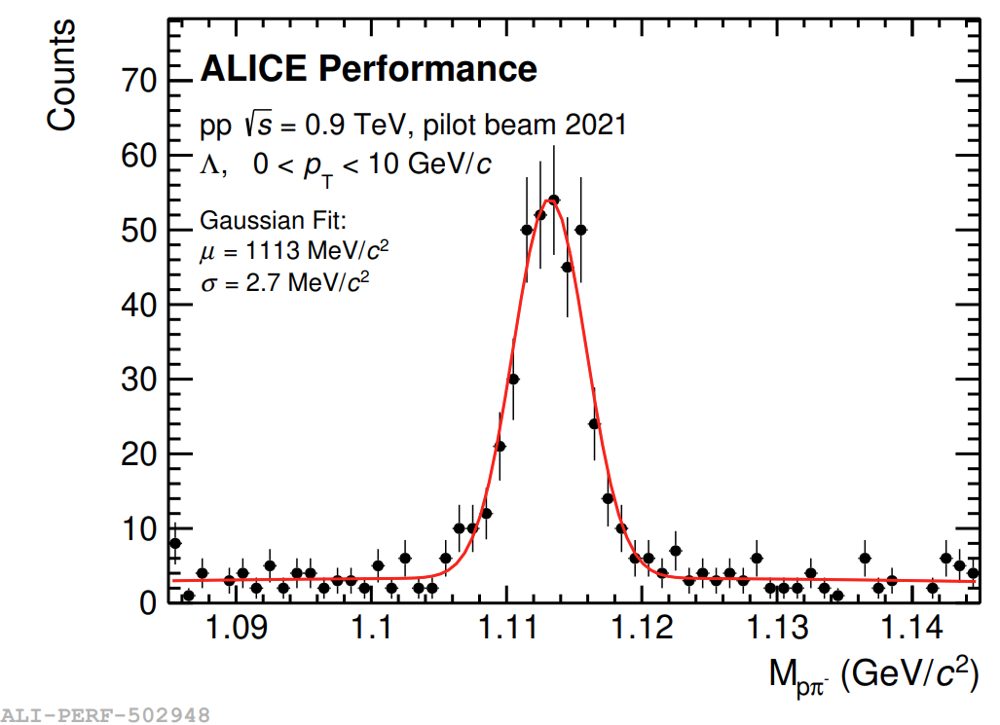 Counts
ALICE Performance
pp √s = 0.9 TeV, pilot beam 2021
Λ, 0 < p_T < 10 GeV/c
Gaussian Fit:
μ = 1113 MeV/c²
σ = 2.7 MeV/c²
70
60
50
40
30
20
10
0
1.09 1.1 1.11 1.12 1.13 1.14
M_pπ⁻ (GeV/c²)
ALI-PERF-502948